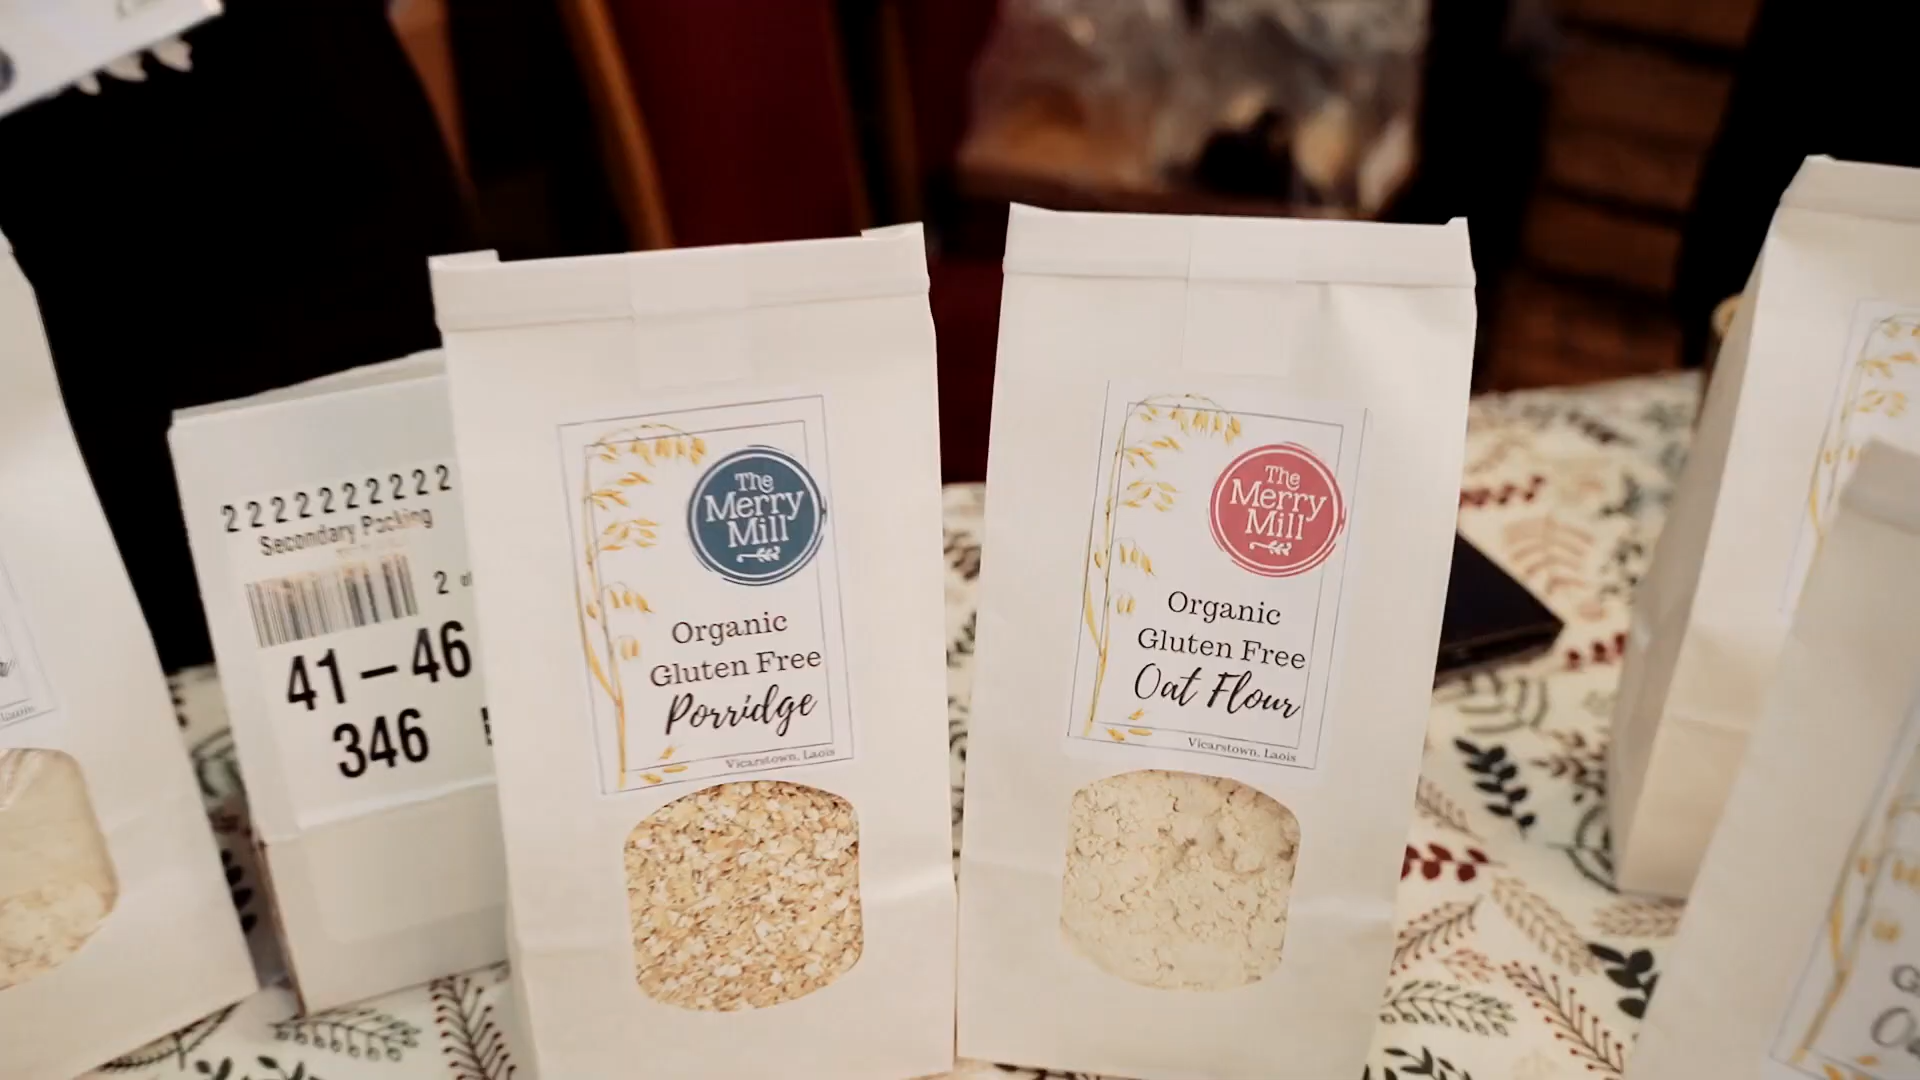 2222222222
Secondary Packing
2 of
41-46
346
The
Merry
Mill
Organic
Gluten Free
Porridge
Vicarstown, Laois
The
Merry
Mill
Organic
Gluten Free
Oat Flour
Vicarstown, Laois